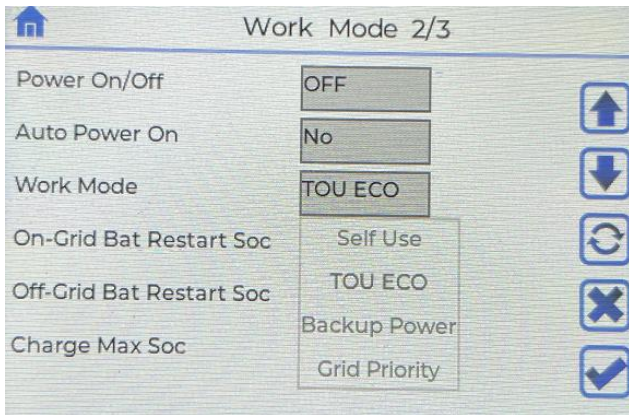 Work Mode 2/3
Power On/Off OFF
Auto Power On No
Work Mode TOU ECO
On-Grid Bat Restart Soc Self Use
Off-Grid Bat Restart Soc TOU ECO
Backup Power
Charge Max Soc
Grid Priority